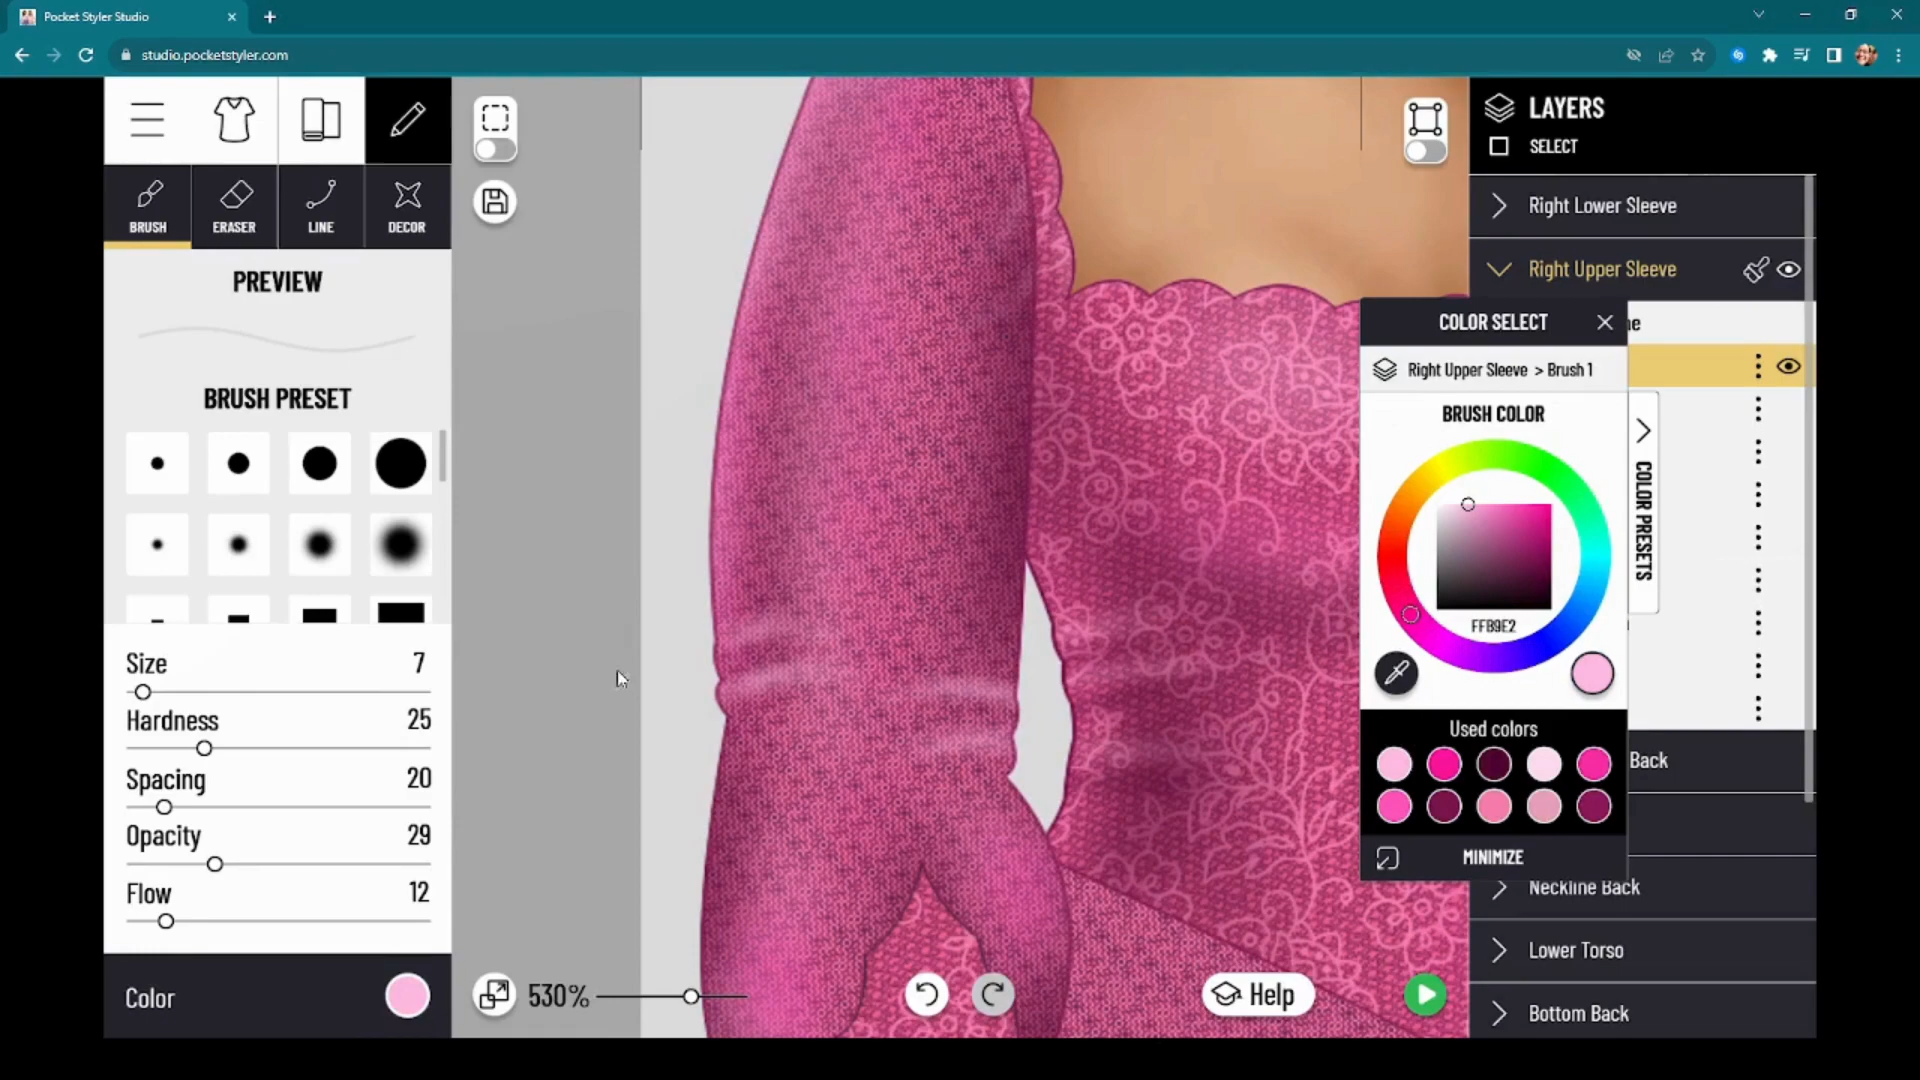 Pocket Styler Studio
studio.pocketstyler.com
BRUSH
ERASER
LINE
DECOR
PREVIEW
BRUSH PRESET
Size
7
Hardness
25
Spacing
20
Opacity
29
Flow
12
Color
530%
Help
LAYERS
SELECT
Right Lower Sleeve
Right Upper Sleeve
COLOR SELECT
Right Upper Sleeve > Brush 1
BRUSH COLOR
FFB9E2
COLOR PRESETS
Used colors
MINIMIZE
Back
Neckline Back
Lower Torso
Bottom Back